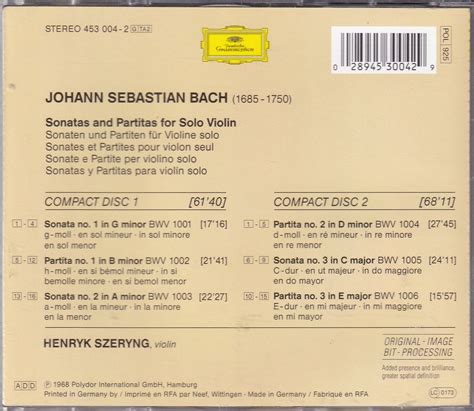 STEREO 453 004-2 GTA2
Deutsche
Grammophon
0 28945 30042 9
POL 925
JOHANN SEBASTIAN BACH (1685-1750)
Sonatas and Partitas for Solo Violin
Sonaten und Partiten für Violine solo
Sonates et Partites pour violon seul
Sonate e Partite per violino solo
Sonatas y Partitas para violín solo
COMPACT DISC 1 [61'40]
1 - 4 Sonata no. 1 in G minor BWV 1001 [17'16]
g-moll · en sol mineur · in sol minore
en sol menor
5 - 12 Partita no. 1 in B minor BWV 1002 [21'41]
h-moll · en si bémol mineur · in si
bemolle minore · en si bemol menor
13 - 16 Sonata no. 2 in A minor BWV 1003 [22'27]
a-moll · en la mineur · in la minore
en la menor
COMPACT DISC 2 [68'11]
1 - 5 Partita no. 2 in D minor BWV 1004 [27'45]
d-moll · en ré mineur · in re minore
en re menor
6 - 9 Sonata no. 3 in C major BWV 1005 [24'11]
C-dur · en ut majeur · in do maggiore
en do mayor
10 - 15 Partita no. 3 in E major BWV 1006 [15'57]
E-dur · en mi majeur · in mi maggiore
en mi mayor
HENRYK SZERYNG, violin
ORIGINAL-IMAGE
BIT-PROCESSING
Added presence and brilliance,
greater spatial definition
ADD ℗ 1968 Polydor International GmbH, Hamburg
Printed in Germany by / Imprimé en RFA par Neef, Wittingen · Made in Germany / Fabriqué en RFA
LC 0173